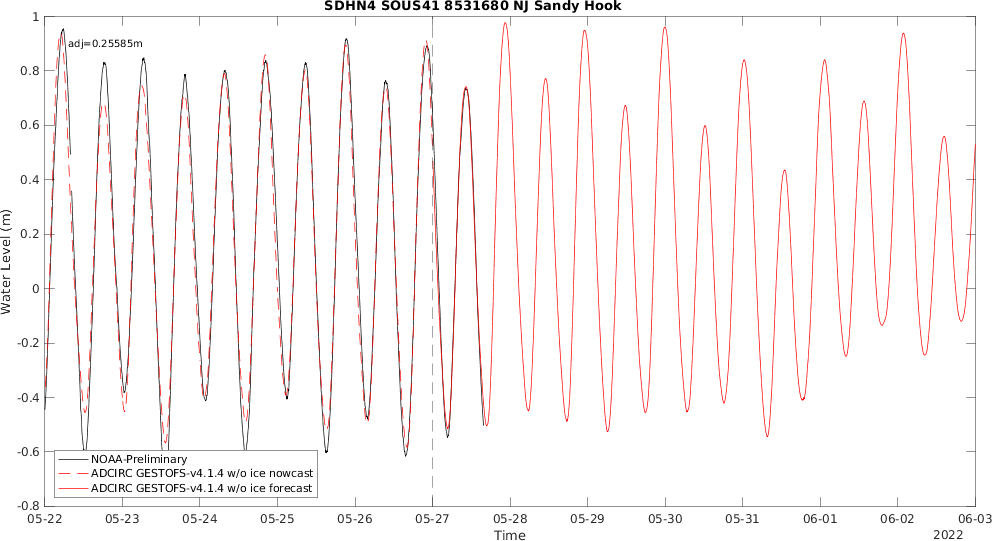 SDHN4 SOUS41 8531680 NJ Sandy Hook
adj=0.25585m
1
0.8
0.6
0.4
0.2
0
-0.2
-0.4
-0.6
-0.8
Water Level (m)
NOAA-Preliminary
ADCIRC GESTOFS-v4.1.4 w/o ice nowcast
ADCIRC GESTOFS-v4.1.4 w/o ice forecast
05-22 05-23 05-24 05-25 05-26 05-27 05-28 05-29 05-30 05-31 06-01 06-02 06-03
Time
2022